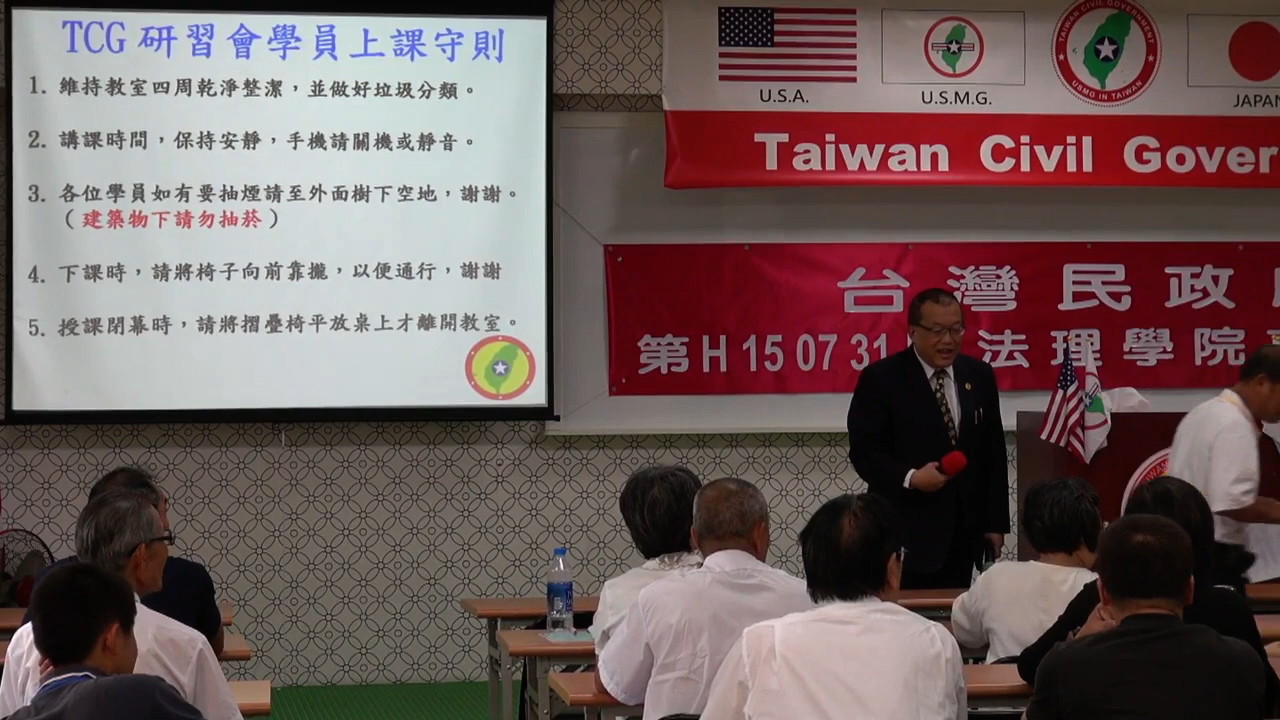 TCG 研習會學員上課守則
1. 維持教室四周乾淨整潔，並做好垃圾分類。
2. 講課時間，保持安靜，手機請關機或靜音。
3. 各位學員如有要抽煙請至外面樹下空地，謝謝。
（建築物下請勿抽菸）
4. 下課時，請將椅子向前靠攏，以便通行，謝謝
5. 授課閉幕時，請將摺疊椅平放桌上才離開教室。
U.S.A.
U.S.M.G.
TAIWAN CIVIL GOVERNMENT
USMG IN TAIWAN
JAPAN
Taiwan Civil Gover
台灣民政
第H 15 07 31 法理學院